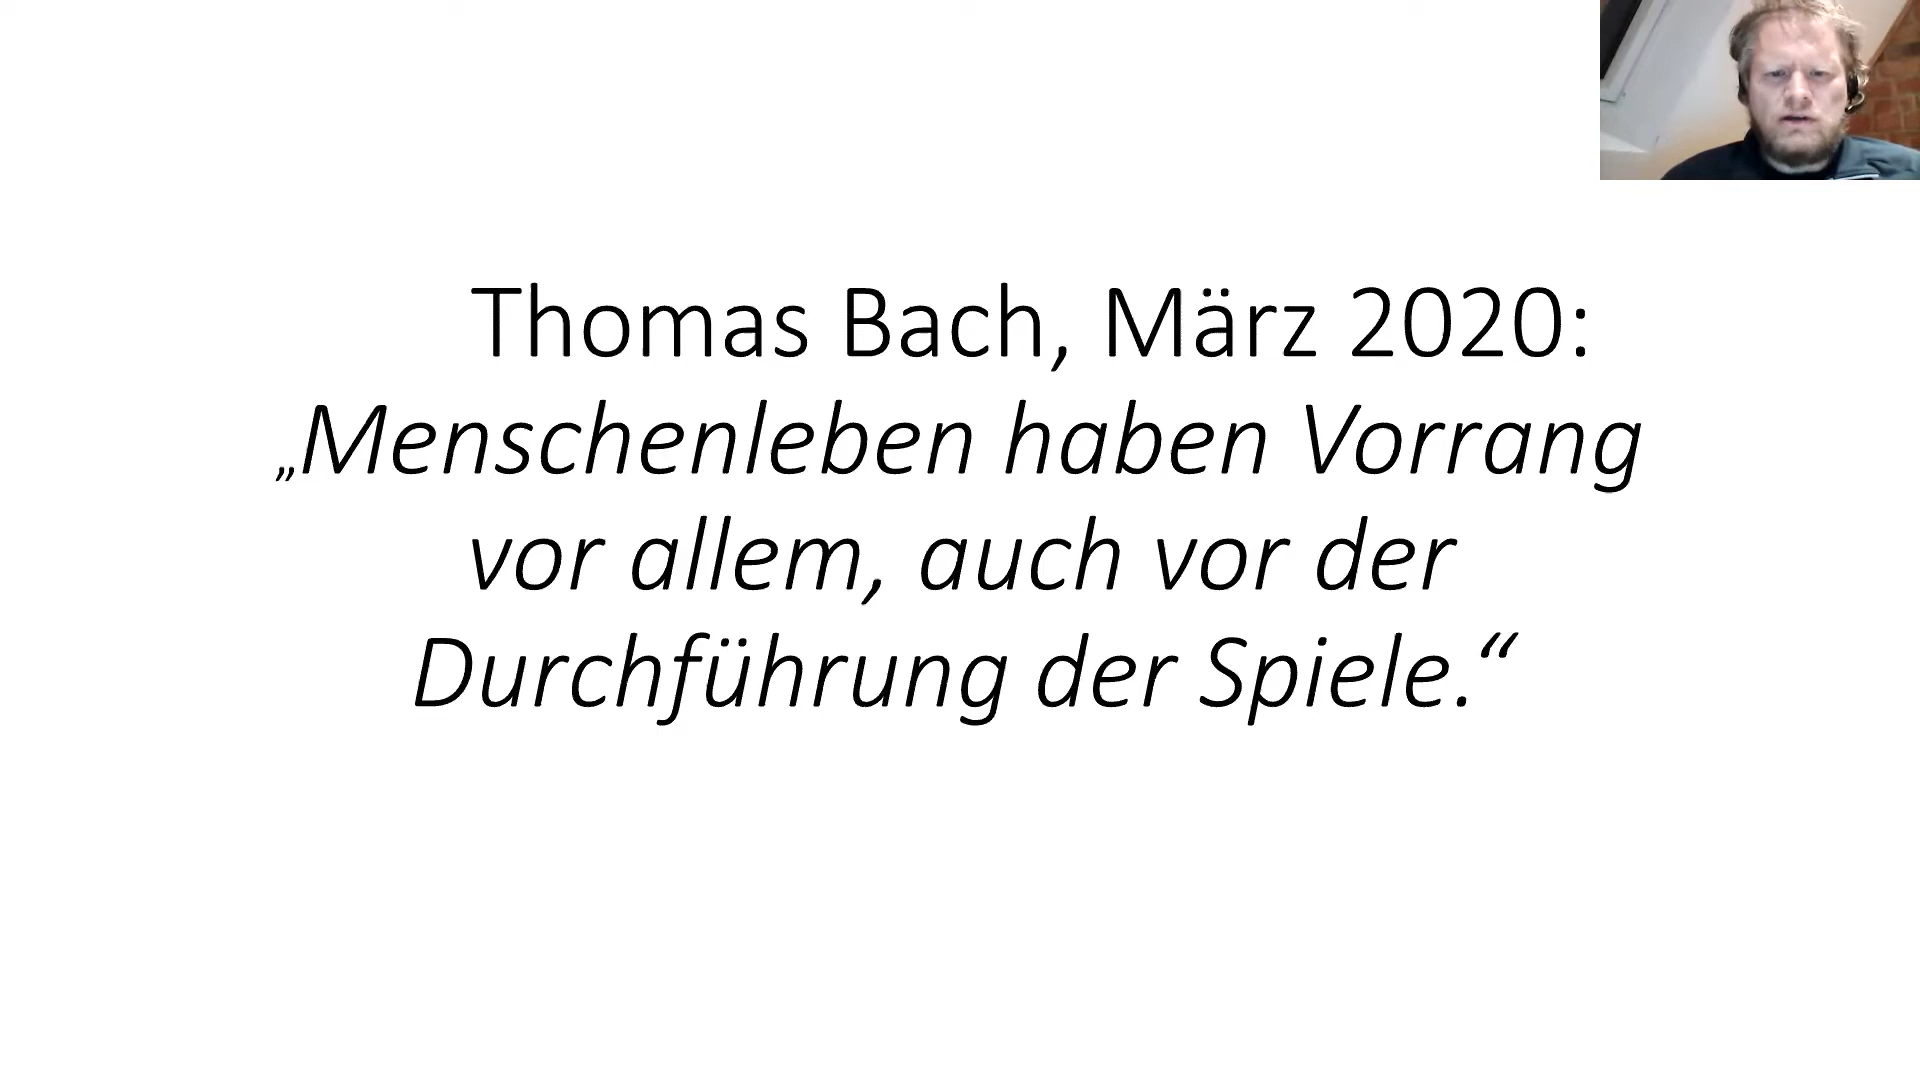 Thomas Bach, März 2020:
„Menschenleben haben Vorrang
vor allem, auch vor der
Durchführung der Spiele.“